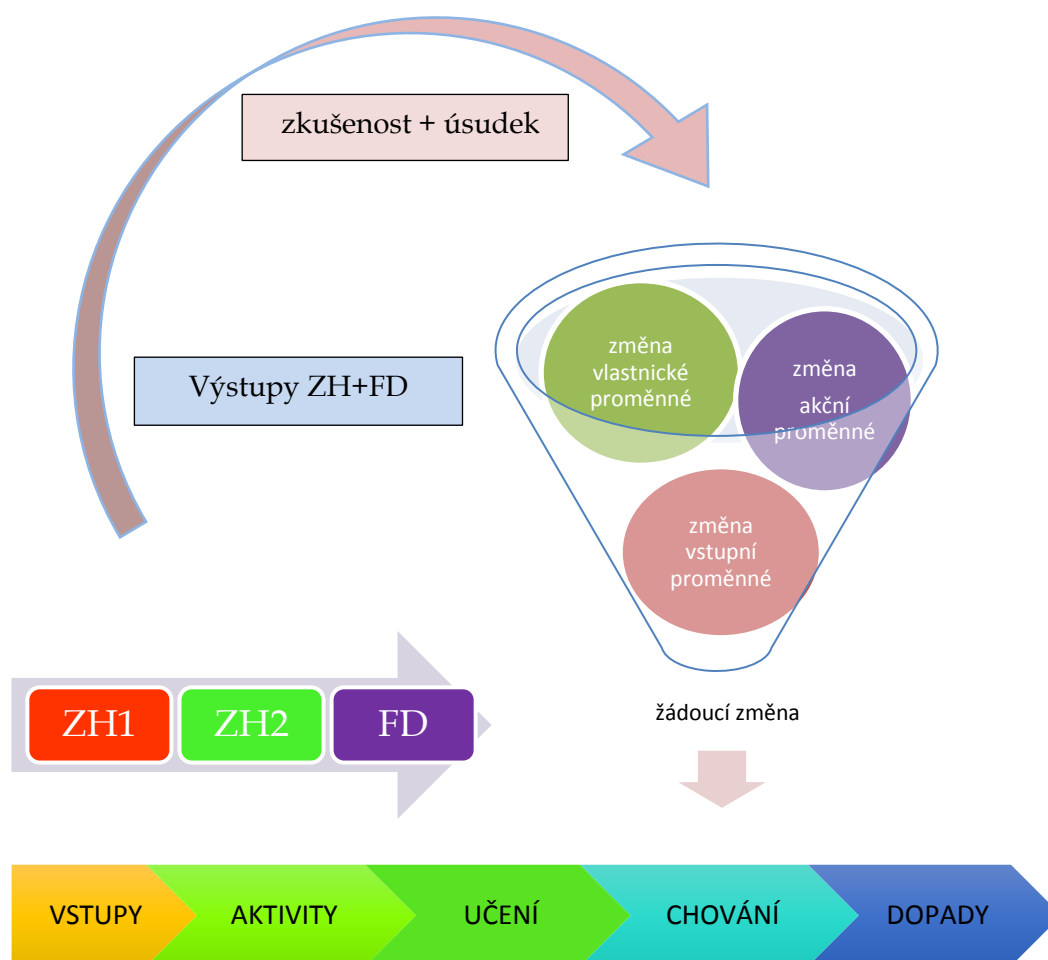 zkušenost + úsudek
Výstupy ZH+FD
změna
vlastnické
proměnné
změna
akční
proměnné
změna
vstupní
proměnné
ZH1
ZH2
FD
žádoucí změna
VSTUPY
AKTIVITY
UČENÍ
CHOVÁNÍ
DOPADY